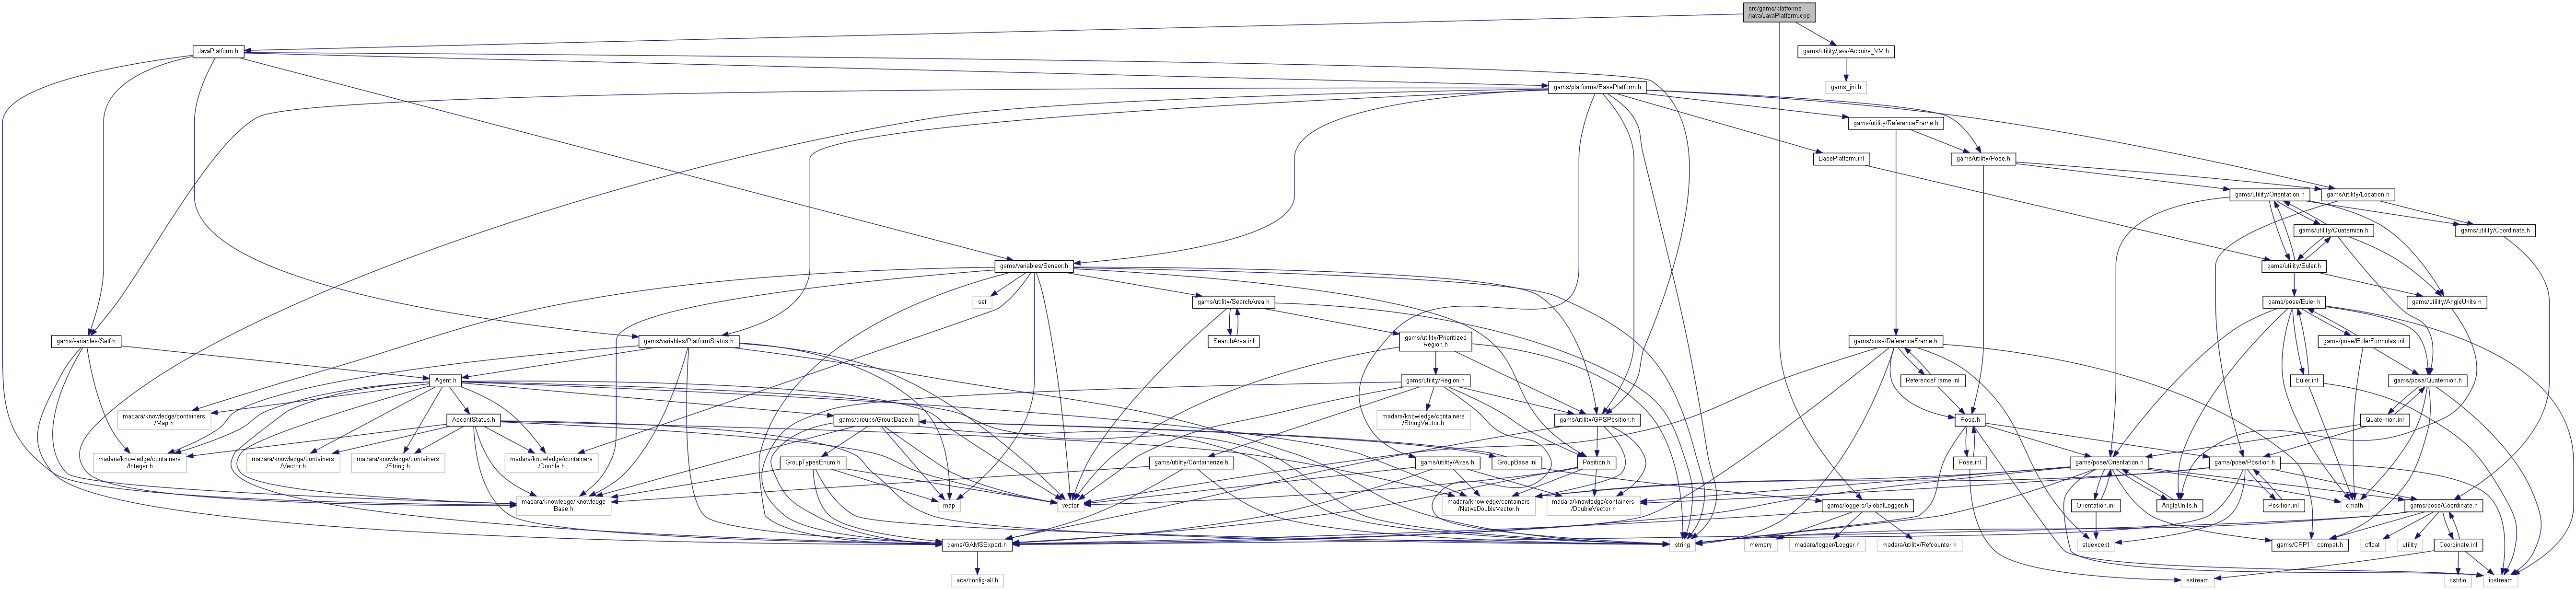 src/gams/platforms
/java/JavaPlatform.cpp
JavaPlatform.h
gams/utility/java/Acquire_VM.h
gams/platforms/BasePlatform.h
gams_jni.h
gams/utility/ReferenceFrame.h
BasePlatform.inl
gams/utility/Pose.h
gams/utility/Orientation.h
gams/utility/Location.h
gams/utility/Quaternion.h
gams/utility/Coordinate.h
gams/variables/Sensor.h
gams/utility/Euler.h
set
gams/utility/SearchArea.h
gams/pose/Euler.h
gams/utility/AngleUnits.h
gams/variables/Self.h
gams/variables/PlatformStatus.h
SearchArea.inl
gams/utility/Prioritized
Region.h
gams/pose/ReferenceFrame.h
gams/pose/EulerFormulas.inl
Agent.h
gams/utility/Region.h
ReferenceFrame.inl
Euler.inl
gams/pose/Quaternion.h
madara/knowledge/containers
/Map.h
AccentStatus.h
gams/groups/GroupBase.h
madara/knowledge/containers
/StringVector.h
gams/utility/GPSPosition.h
Pose.h
Quaternion.inl
madara/knowledge/containers
/Integer.h
madara/knowledge/containers
/Vector.h
madara/knowledge/containers
/String.h
madara/knowledge/containers
/Double.h
GroupTypesEnum.h
gams/utility/Containerize.h
gams/utility/Axes.h
GroupBase.inl
Position.h
Pose.inl
gams/pose/Orientation.h
gams/pose/Position.h
madara/knowledge/Knowledge
Base.h
map
vector
madara/knowledge/containers
/NativeDoubleVector.h
madara/knowledge/containers
/DoubleVector.h
gams/loggers/GlobalLogger.h
Orientation.inl
AngleUnits.h
Position.inl
cmath
gams/pose/Coordinate.h
gams/GAMSExport.h
string
memory
madara/logger/Logger.h
madara/utility/Refcounter.h
stdexcept
gams/CPP11_compat.h
cfloat
utility
Coordinate.inl
ace/config-all.h
sstream
cstdio
iostream